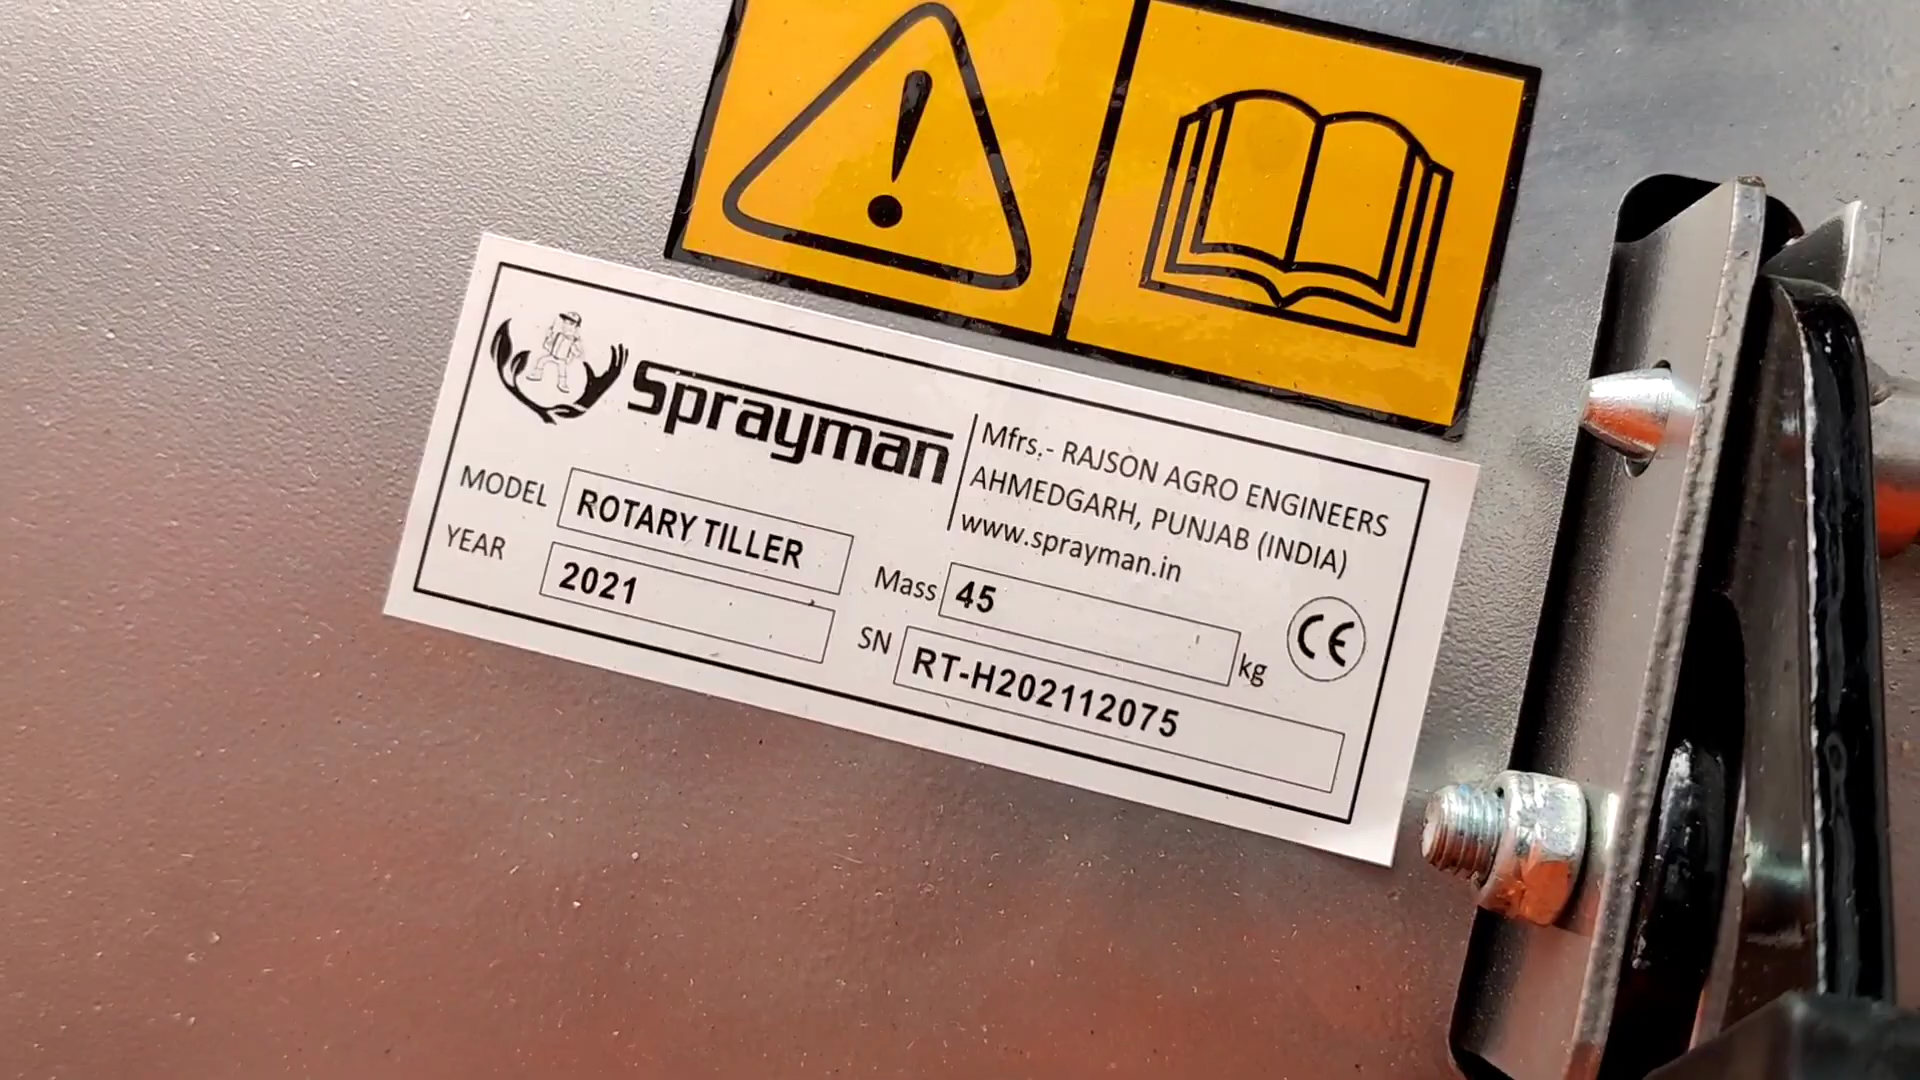 Sprayman
Mfrs.- RAJSON AGRO ENGINEERS
AHMEDGARH, PUNJAB (INDIA)
www.sprayman.in
MODEL ROTARY TILLER
YEAR 2021
Mass 45 kg
SN RT-H202112075
CE